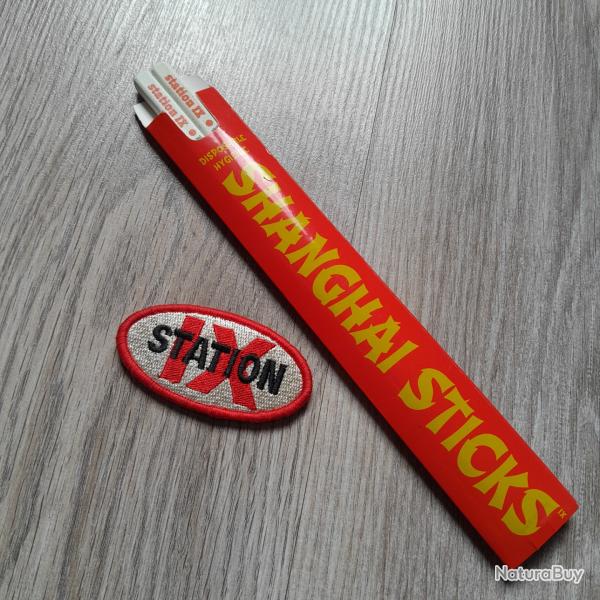 station IX
station IX
DISPOSABLE
HYGIENIC
SHANGHAI STICKS
IX
STATION
IX
NaturaBuy